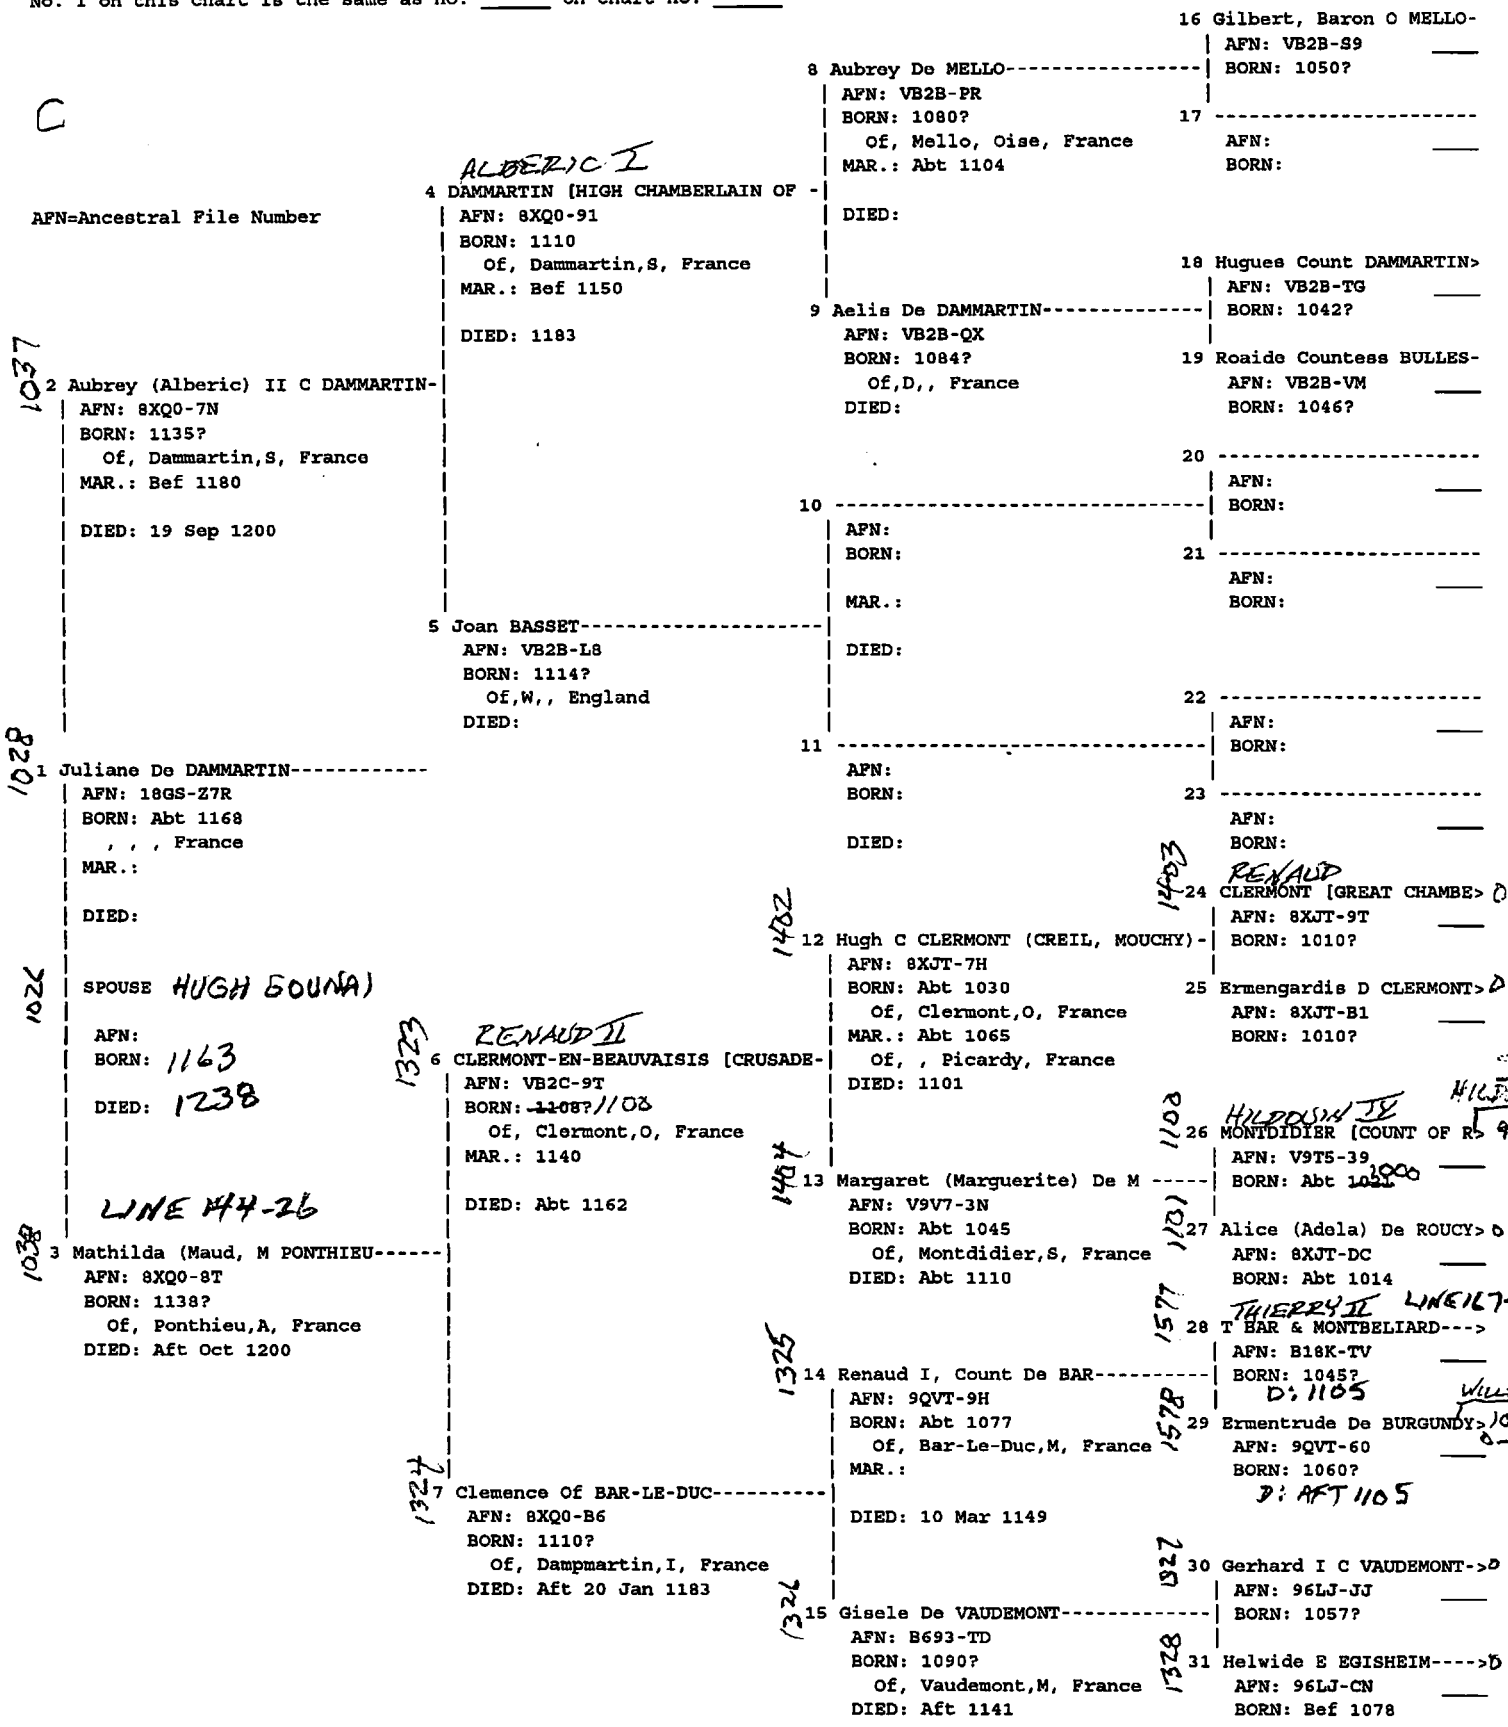 No. 1 on this chart is the same as no. _____ on chart no. _____
C
AFN=Ancestral File Number
1028
1 Juliane De DAMMARTIN------------
AFN: 18GS-Z7R
BORN: Abt 1168
, , , France
MAR.:
DIED:
1026
SPOUSE HUGH GOURNAI
AFN:
BORN: 1163
DIED: 1238
1037
2 Aubrey (Alberic) II C DAMMARTIN-
AFN: 8XQ0-7N
BORN: 1135?
Of, Dammartin,S, France
MAR.: Bef 1180
DIED: 19 Sep 1200
LINE 144-26
1038
3 Mathilda (Maud, M PONTHIEU------
AFN: 8XQ0-8T
BORN: 1138?
Of, Ponthieu,A, France
DIED: Aft Oct 1200
ALBERIC I
4 DAMMARTIN [HIGH CHAMBERLAIN OF -
AFN: 8XQ0-91
BORN: 1110
Of, Dammartin,S, France
MAR.: Bef 1150
DIED: 1183
5 Joan BASSET--------------------
AFN: VB2B-L8
BORN: 1114?
Of,W,, England
DIED:
1323
RENAUD II
6 CLERMONT-EN-BEAUVAISIS [CRUSADE-
AFN: VB2C-9T
BORN: 1108? 1103
Of, Clermont,O, France
MAR.: 1140
DIED: Abt 1162
1324
7 Clemence Of BAR-LE-DUC----------
AFN: 8XQ0-B6
BORN: 1110?
Of, Dampmartin,I, France
DIED: Aft 20 Jan 1183
8 Aubrey De MELLO----------------
AFN: VB2B-PR
BORN: 1080?
Of, Mello, Oise, France
MAR.: Abt 1104
DIED:
9 Aelis De DAMMARTIN-------------
AFN: VB2B-QX
BORN: 1084?
Of,D,, France
DIED:
10 -------------------------------
AFN:
BORN:
MAR.:
DIED:
11 -------------------------------
AFN:
BORN:
DIED:
1402
12 Hugh C CLERMONT (CREIL, MOUCHY)-
AFN: 8XJT-7H
BORN: Abt 1030
Of, Clermont,O, France
MAR.: Abt 1065
Of, , Picardy, France
DIED: 1101
1404
13 Margaret (Marguerite) De M -----
AFN: V9V7-3N
BORN: Abt 1045
Of, Montdidier,S, France
DIED: Abt 1110
1325
14 Renaud I, Count De BAR----------
AFN: 9QVT-9H
BORN: Abt 1077
Of, Bar-Le-Duc,M, France
MAR.:
DIED: 10 Mar 1149
1326
15 Gisele De VAUDEMONT-------------
AFN: B693-TD
BORN: 1090?
Of, Vaudemont,M, France
DIED: Aft 1141
16 Gilbert, Baron O MELLO-
AFN: VB2B-S9
BORN: 1050?
17 -----------------------
AFN:
BORN:
18 Hugues Count DAMMARTIN>
AFN: VB2B-TG
BORN: 1042?
19 Roaide Countess BULLES-
AFN: VB2B-VM
BORN: 1046?
20 -----------------------
AFN:
BORN:
21 -----------------------
AFN:
BORN:
22 -----------------------
AFN:
BORN:
23 -----------------------
AFN:
BORN:
1403
RENAUD
24 CLERMONT [GREAT CHAMBE>
AFN: 8XJT-9T
BORN: 1010?
25 Ermengardis D CLERMONT>
AFN: 8XJT-B1
BORN: 1010?
1100
HILDOUIN IV
26 MONTDIDIER [COUNT OF R>
AFN: V9T5-39
BORN: Abt 1021 1000
1101
27 Alice (Adela) De ROUCY>
AFN: 8XJT-DC
BORN: Abt 1014
1577
THIERRY II LINE 167-
28 T BAR & MONTBELIARD--->
AFN: B18K-TV
BORN: 1045?
D: 1105
1578
29 Ermentrude De BURGUNDY>
AFN: 9QVT-60
BORN: 1060?
D: AFT 1105
1327
30 Gerhard I C VAUDEMONT->
AFN: 96LJ-JJ
BORN: 1057?
1328
31 Helwide E EGISHEIM---->
AFN: 96LJ-CN
BORN: Bef 1078